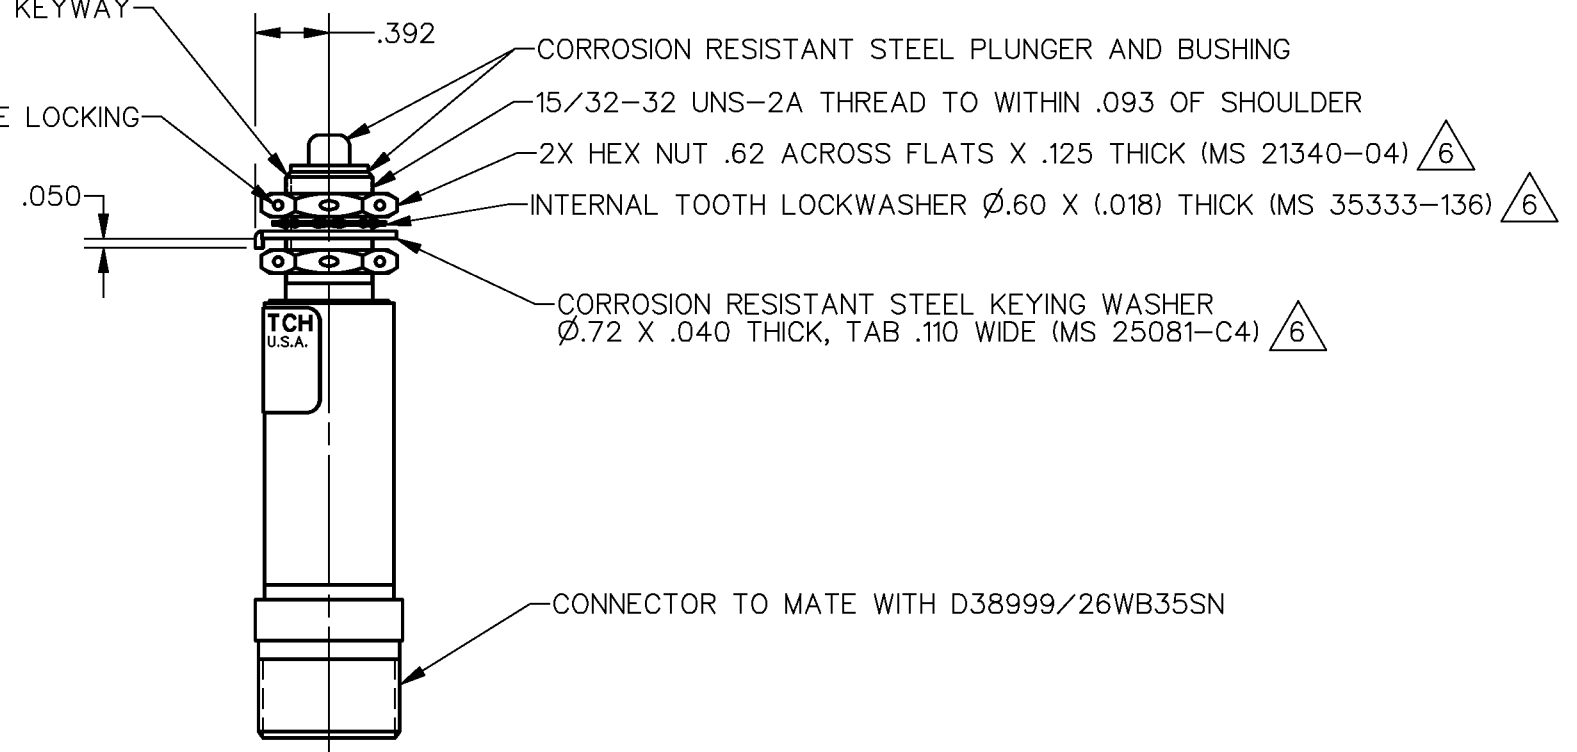 KEYWAY
.392
CORROSION RESISTANT STEEL PLUNGER AND BUSHING
15/32-32 UNS-2A THREAD TO WITHIN .093 OF SHOULDER
LOCKING
2X HEX NUT .62 ACROSS FLATS X .125 THICK (MS 21340-04) 6
.050
INTERNAL TOOTH LOCKWASHER Ø.60 X (.018) THICK (MS 35333-136) 6
CORROSION RESISTANT STEEL KEYING WASHER
Ø.72 X .040 THICK, TAB .110 WIDE (MS 25081-C4) 6
TCH
U.S.A.
CONNECTOR TO MATE WITH D38999/26WB35SN